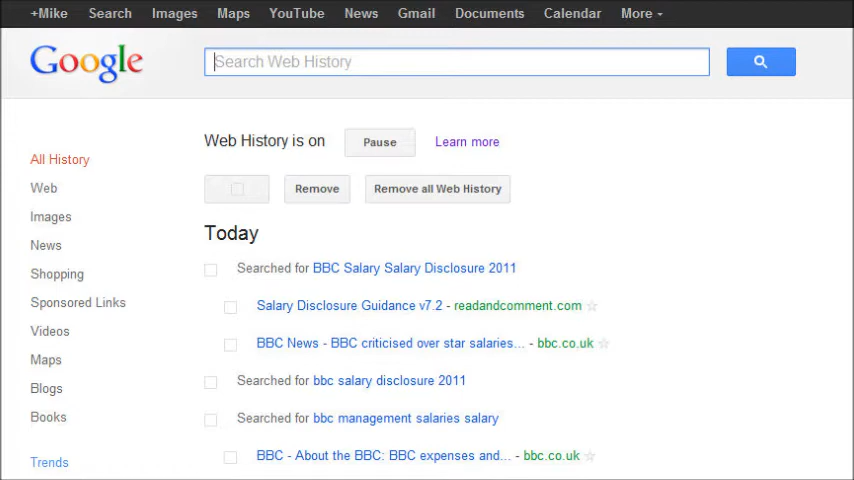 +Mike Search Images Maps YouTube News Gmail Documents Calendar More
Google
Search Web History
Web History is on Pause Learn more
All History
Web
Images
News
Shopping
Sponsored Links
Videos
Maps
Blogs
Books
Trends
Remove Remove all Web History
Today
Searched for BBC Salary Salary Disclosure 2011
Salary Disclosure Guidance v7.2 - readandcomment.com
BBC News - BBC criticised over star salaries... - bbc.co.uk
Searched for bbc salary disclosure 2011
Searched for bbc management salaries salary
BBC - About the BBC: BBC expenses and... - bbc.co.uk